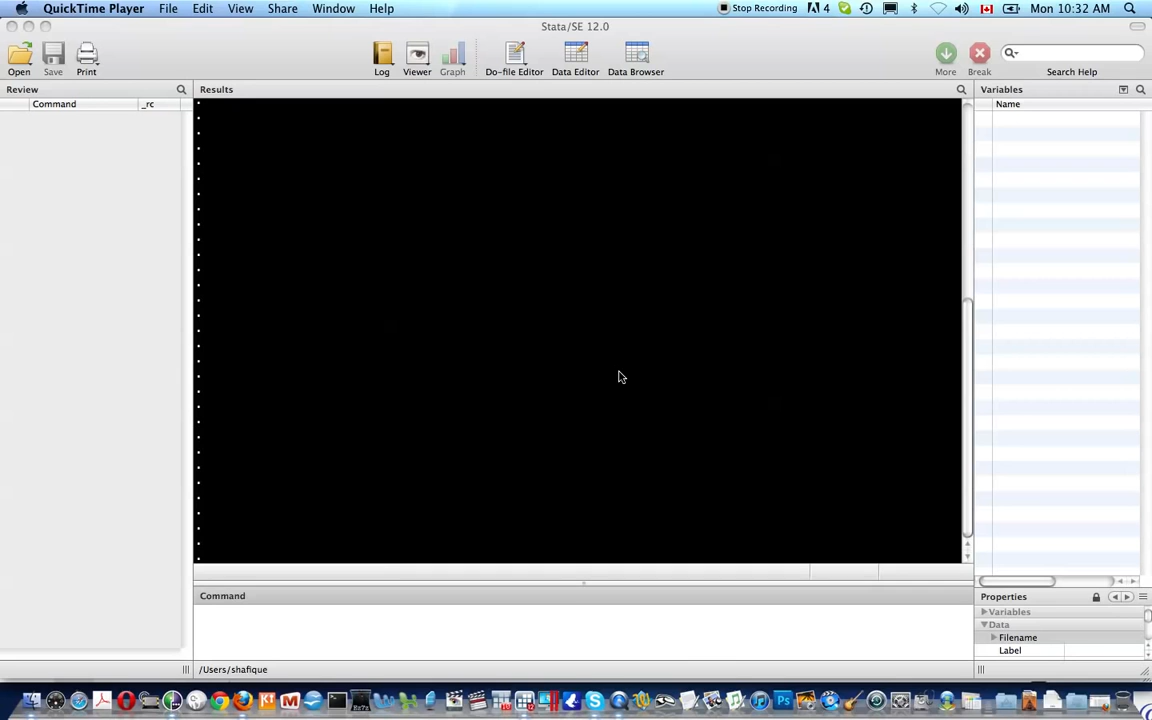 QuickTime Player File Edit View Share Window Help Stop Recording 4 Mon 10:32 AM
Stata/SE 12.0
Open Save Print Log Viewer Graph Do-file Editor Data Editor Data Browser More Break Search Help
Review Results Variables
Command _rc Name
Command
Properties
Variables
Data
Filename
Label
/Users/shafique